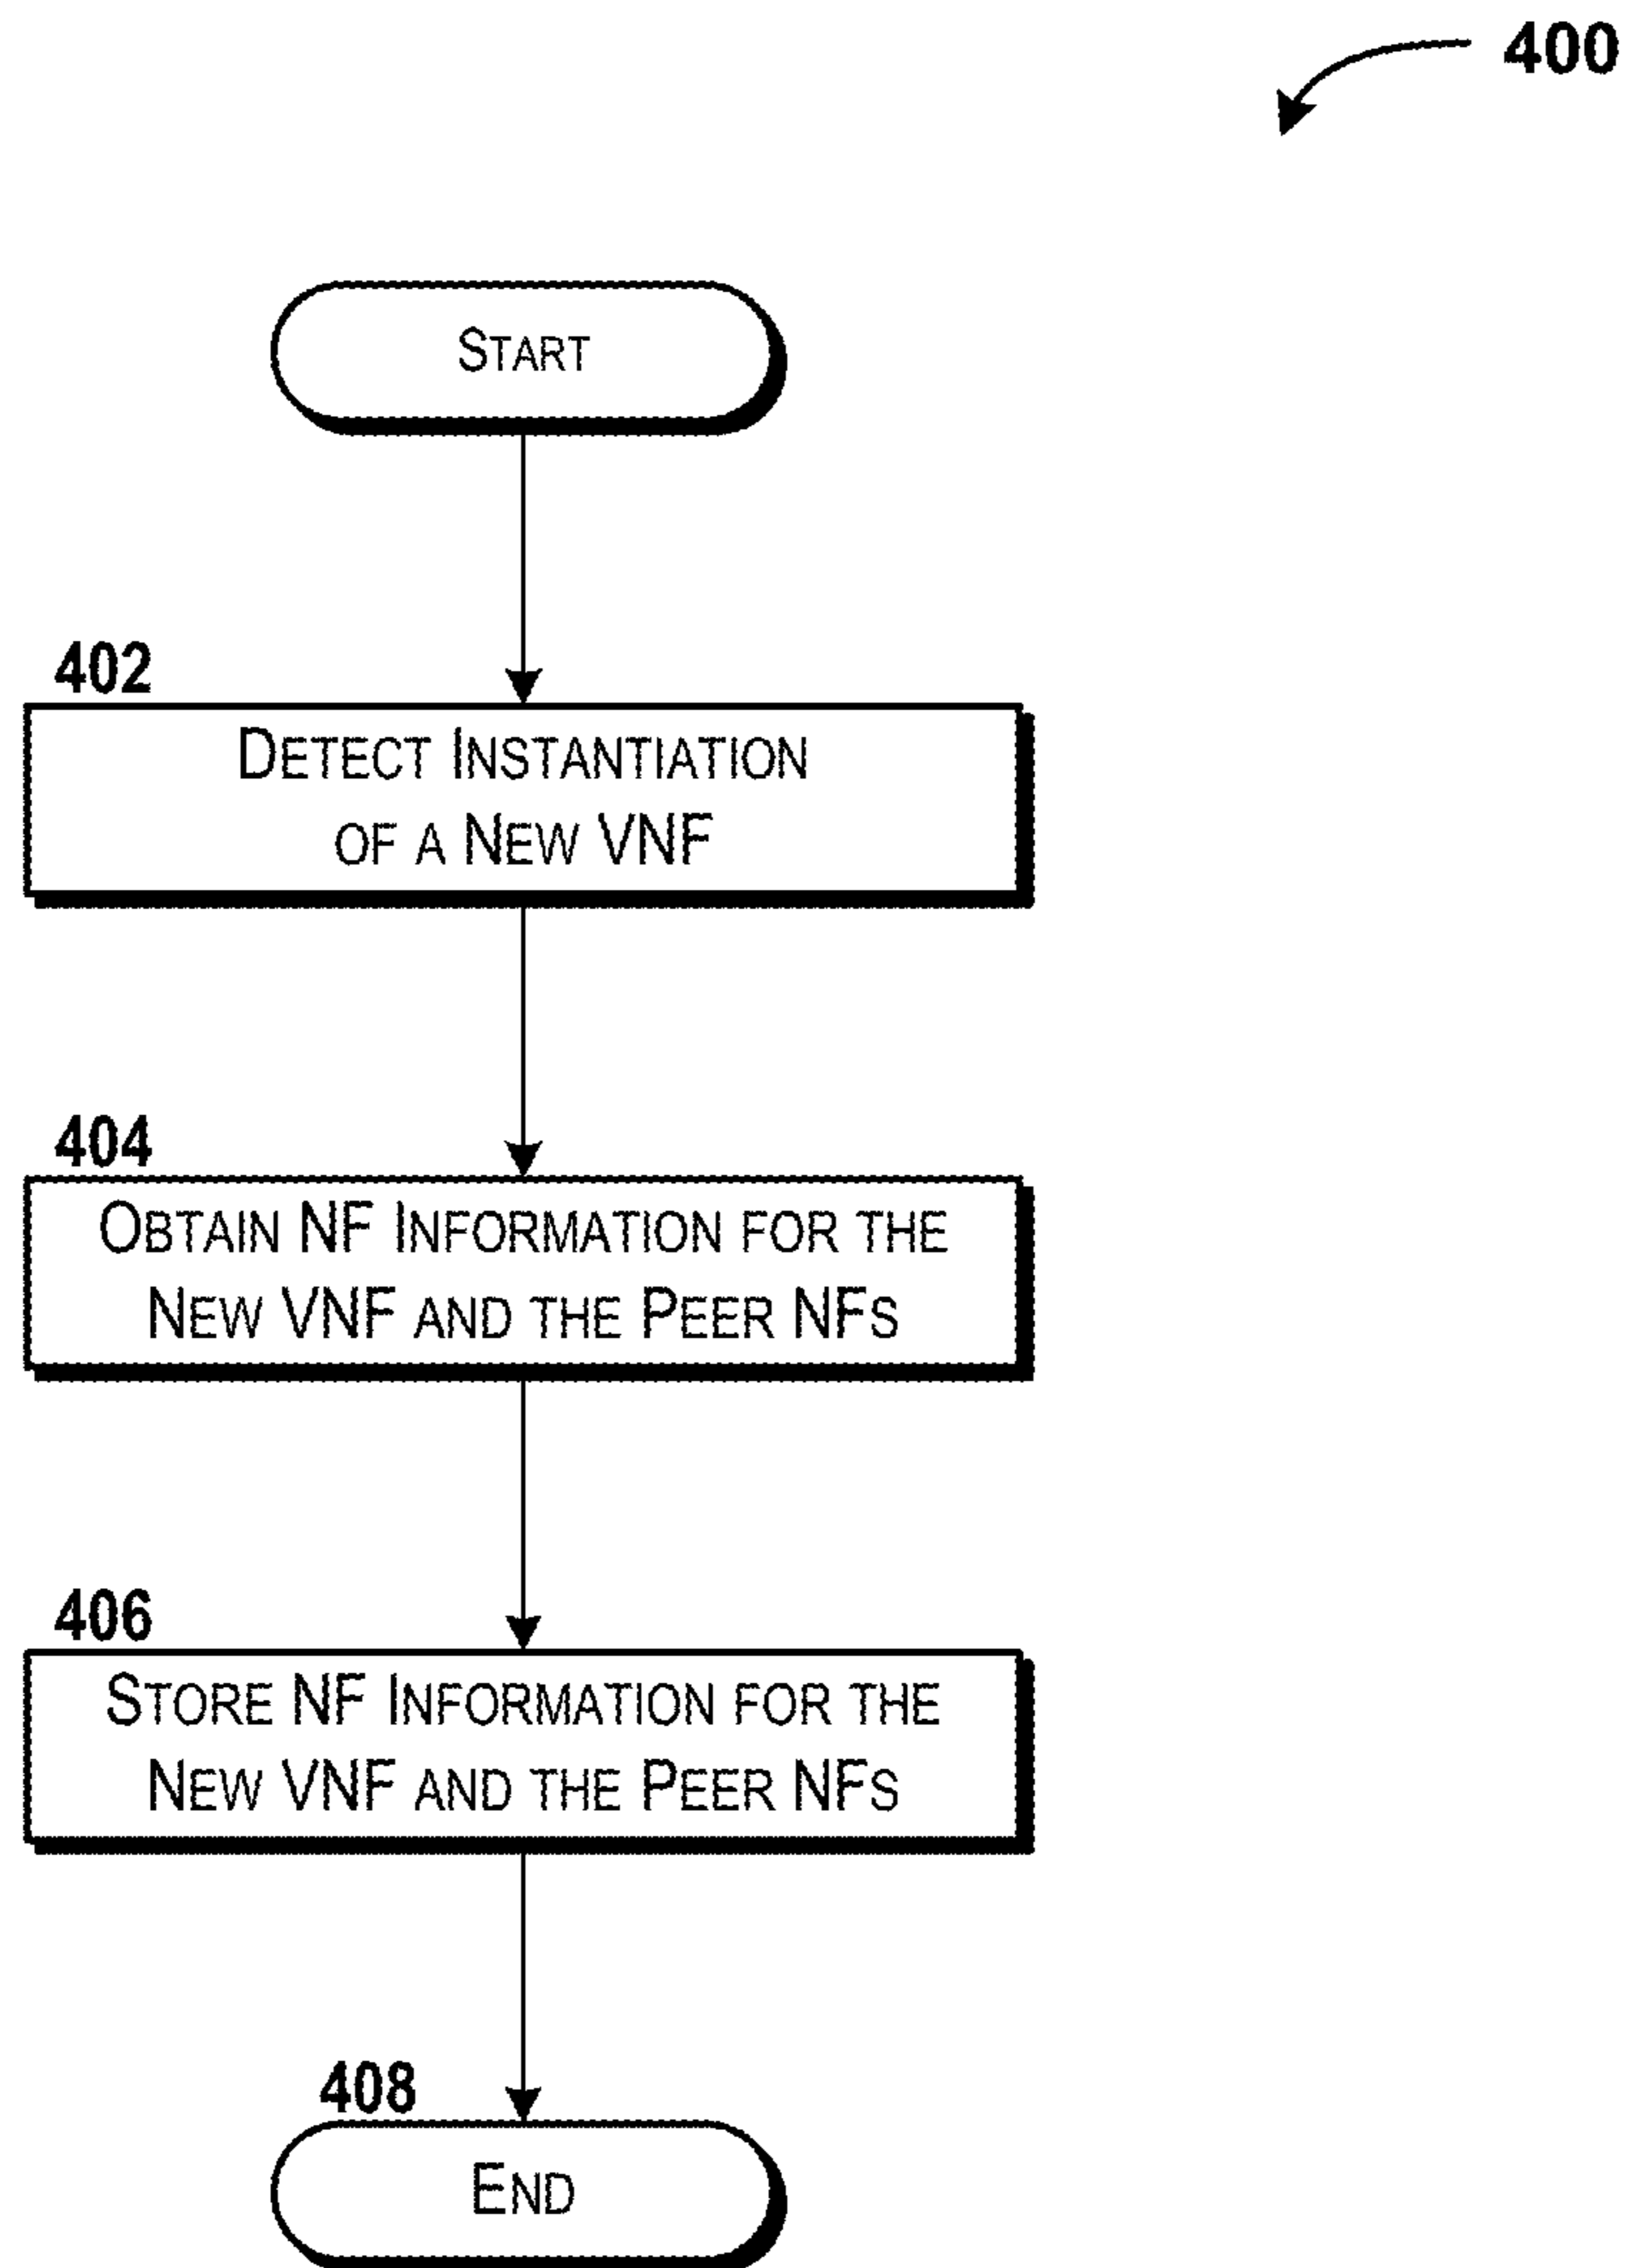 400
START
402
DETECT INSTANTIATION
OF A NEW VNF
404
OBTAIN NF INFORMATION FOR THE
NEW VNF AND THE PEER NFS
406
STORE NF INFORMATION FOR THE
NEW VNF AND THE PEER NFS
408
END